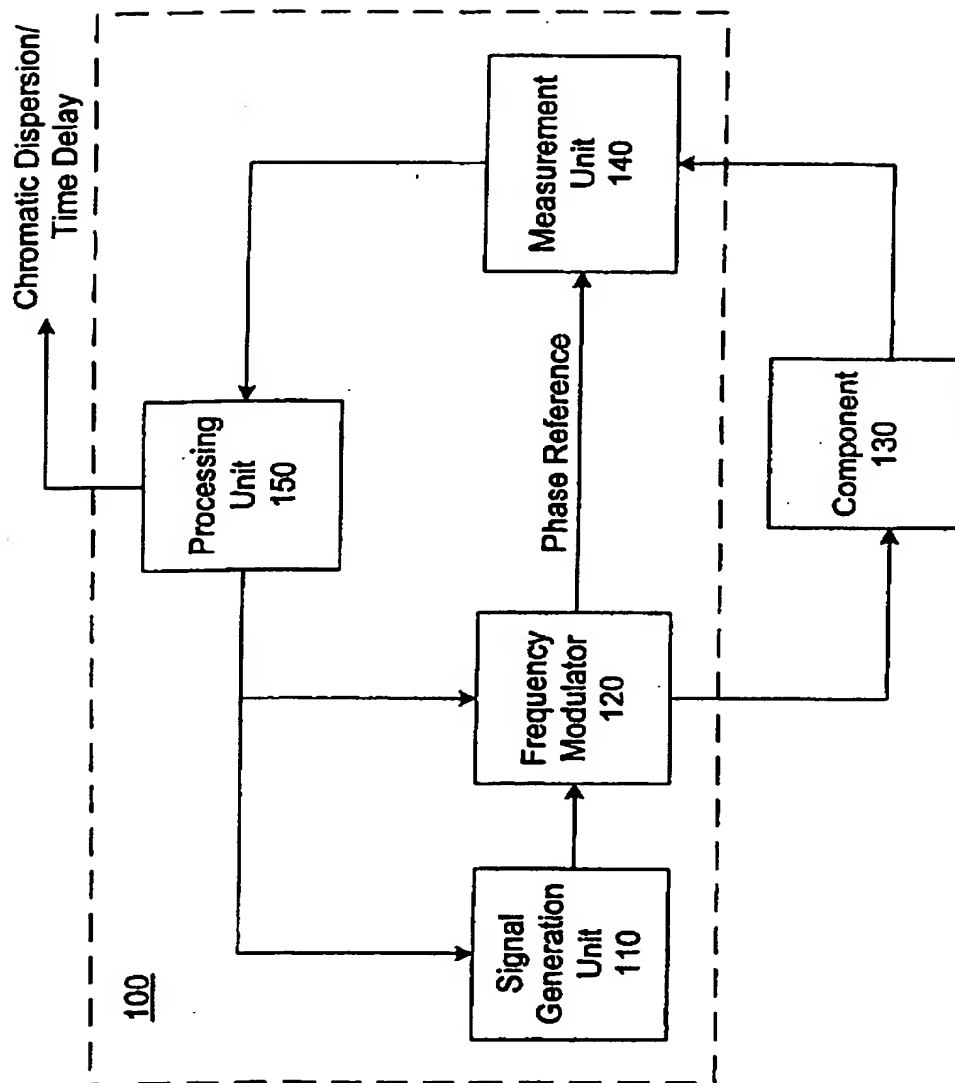 Chromatic Dispersion/
Time Delay
100
Processing
Unit
150
Signal
Generation
Unit
110
Frequency
Modulator
120
Phase Reference
Measurement
Unit
140
Component
130